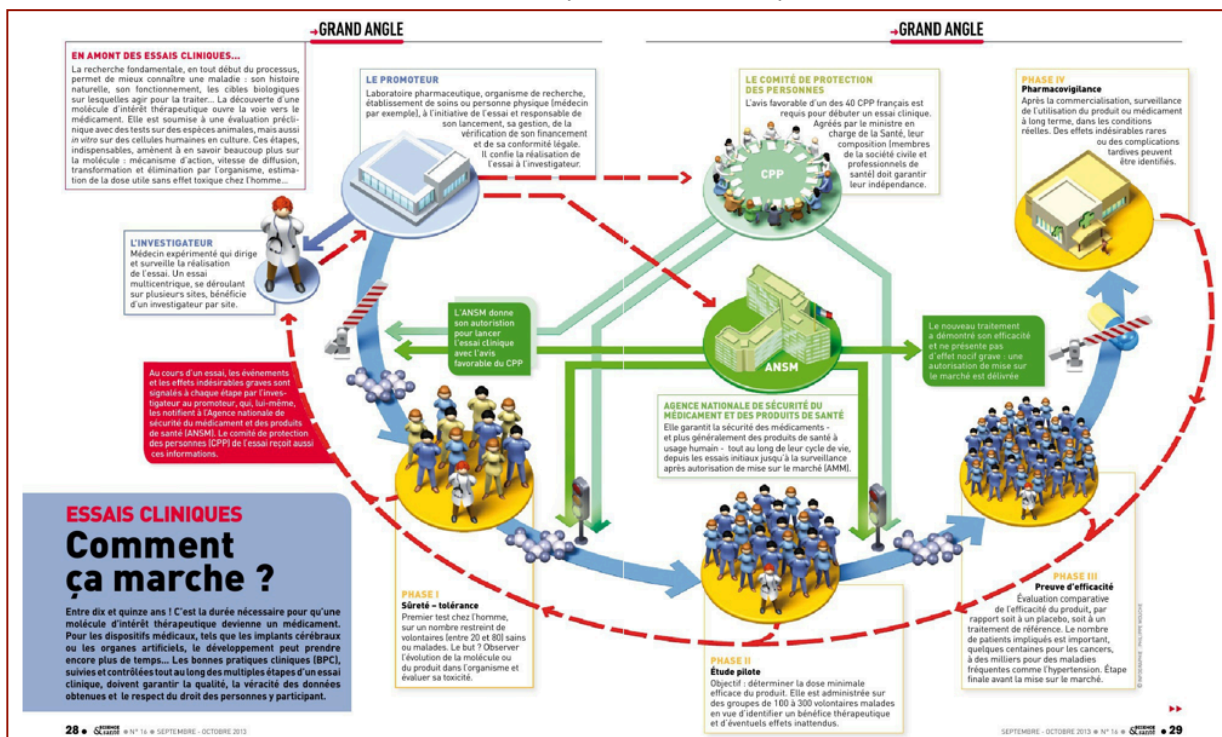 →GRAND ANGLE
→GRAND ANGLE
EN AMONT DES ESSAIS CLINIQUES...
La recherche fondamentale, en tout début du processus,
permet de mieux connaître une maladie : son histoire
naturelle, son fonctionnement, les cibles biologiques
sur lesquelles agir pour la traiter... La découverte d'une
molécule d'intérêt thérapeutique ouvre la voie vers le
médicament. Elle est soumise à une évaluation préclin-
ique avec des tests sur des espèces animales, mais aussi
in vitro sur des cellules humaines en culture. Ces étapes,
indispensables, amènent à en savoir beaucoup plus sur
la molécule : mécanisme d'action, vitesse de diffusion,
transformation et élimination par l'organisme, estima-
tion de la dose utile sans effet toxique chez l'homme...
LE PROMOTEUR
Laboratoire pharmaceutique, organisme de recherche,
établissement de soins ou personne physique (médecin
par exemple), à l'initiative de l'essai et responsable de
son lancement, sa gestion, de la
vérification de son financement
et de sa conformité légale.
Il confie la réalisation de
l'essai à l'investigateur.
LE COMITÉ DE PROTECTION
DES PERSONNES
L'avis favorable d'un des 40 CPP français est
requis pour débuter un essai clinique.
Agréés par le ministre en
charge de la Santé, leur
composition (membres
de la société civile et
professionnels de
santé) doit garantir
leur indépendance.
CPP
PHASE IV
Pharmacovigilance
Après la commercialisation, surveillance
de l'utilisation du produit ou médicament
à long terme, dans les conditions
réelles. Des effets indésirables rares
ou des complications
tardives peuvent
être identifiés.
L'INVESTIGATEUR
Médecin expérimenté qui dirige
et surveille la réalisation
de l'essai. Un essai
multicentrique, se déroulant
sur plusieurs sites, bénéficie
d'un investigateur par site.
L'ANSM donne
son autoristion
pour lancer
l'essai clinique
avec l'avis
favorable du CPP
ANSM
Le nouveau traitement
a démontré son efficacité
et ne présente pas
d'effet nocif grave : une
autorisation de mise sur
le marché est délivrée
Au cours d'un essai, les événements
et les effets indésirables graves sont
signalés à chaque étape par l'inves-
tigateur au promoteur, qui, lui-même,
les notifient à l'Agence nationale de
sécurité du médicament et des produits
de santé (ANSM). Le comité de protection
des personnes (CPP) de l'essai reçoit aussi
ces informations.
AGENCE NATIONALE DE SÉCURITÉ DU
MÉDICAMENT ET DES PRODUITS DE SANTÉ
Elle garantit la sécurité des médicaments -
et plus généralement des produits de santé à
usage humain - tout au long de leur cycle de vie,
depuis les essais initiaux jusqu'à la surveillance
après autorisation de mise sur le marché (AMM).
ESSAIS CLINIQUES
Comment
ça marche ?
Entre dix et quinze ans ! C'est la durée nécessaire pour qu'une
molécule d'intérêt thérapeutique devienne un médicament.
Pour les dispositifs médicaux, tels que les implants cérébraux
ou les organes artificiels, le développement peut prendre
encore plus de temps... Les bonnes pratiques cliniques (BPC),
suivies et contrôlées tout au long des multiples étapes d'un essai
clinique, doivent garantir la qualité, la véracité des données
obtenues et le respect du droit des personnes y participant.
PHASE I
Sûreté – tolérance
Premier test chez l'homme,
sur un nombre restreint de
volontaires (entre 20 et 80) sains
ou malades. Le but ? Observer
l'évolution de la molécule ou
du produit dans l'organisme et
évaluer sa toxicité.
PHASE II
Étude pilote
Objectif : déterminer la dose minimale
efficace du produit. Elle est administrée sur
des groupes de 100 à 300 volontaires malades
en vue d'identifier un bénéfice thérapeutique
et d'éventuels effets inattendus.
PHASE III
Preuve d'efficacité
Évaluation comparative
de l'efficacité du produit, par
rapport soit à un placebo, soit à un
traitement de référence. Le nombre
de patients impliqués est important,
quelques centaines pour les cancers,
à des milliers pour des maladies
fréquentes comme l'hypertension. Étape
finale avant la mise sur le marché.
28 ● SCIENCE &santé ● N° 16 ● SEPTEMBRE - OCTOBRE 2013
SEPTEMBRE - OCTOBRE 2013 ● N° 16 ● SCIENCE &santé ● 29